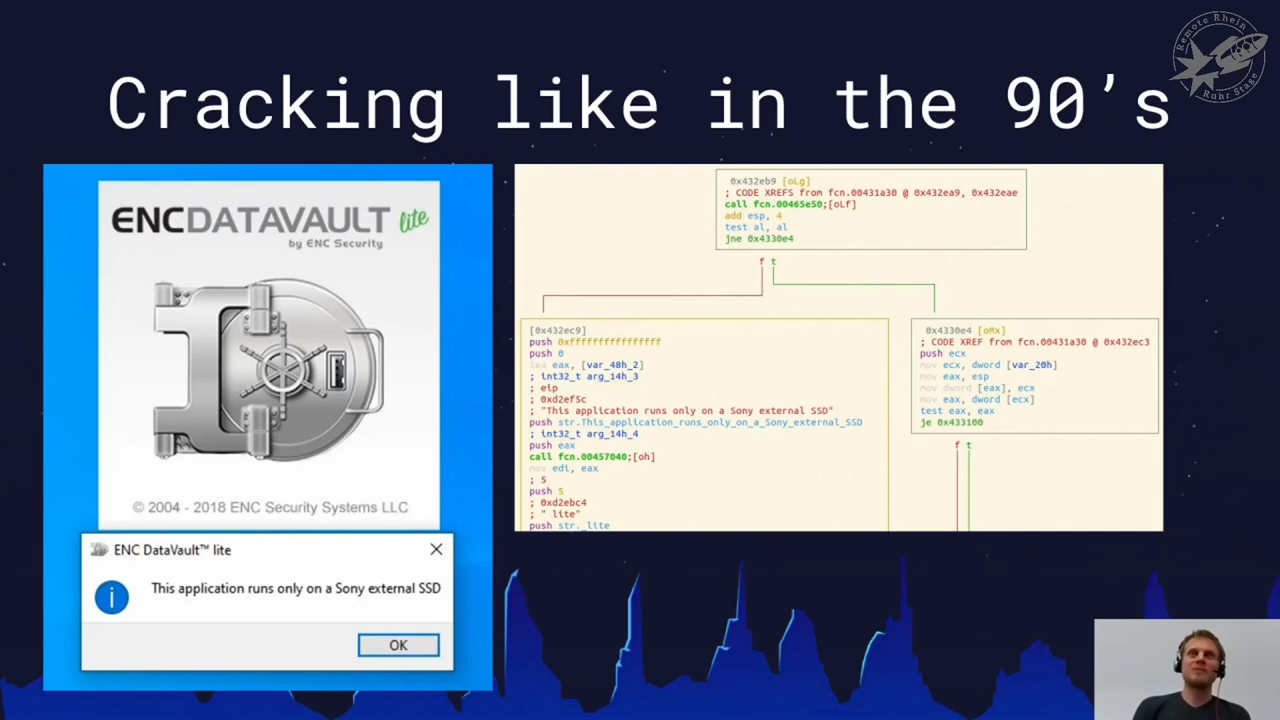 Remote Rhein
Ruhr Stage
Cracking like in the 90's
ENCDATAVAULT lite
by ENC Security
© 2004 - 2018 ENC Security Systems LLC
ENC DataVault™ lite
This application runs only on a Sony external SSD
OK
0x432eb9 [oLg]
; CODE XREFS from fcn.00431a30 @ 0x432ea9, 0x432eae
call fcn.00465e50;[oLf]
add esp, 4
test al, al
jne 0x4330e4
f t
[0x432ec9]
push 0xffffffffffffffff
push 0
lea eax, [var_48h_2]
; int32_t arg_14h_3
; eip
; 0xd2ef5c
; "This application runs only on a Sony external SSD"
push str.This_application_runs_only_on_a_Sony_external_SSD
; int32_t arg_14h_4
push eax
call fcn.00457040;[oh]
mov edi, eax
; 5
push 5
; 0xd2ebc4
; " lite"
push str._lite
0x4330e4 [oMx]
; CODE XREF from fcn.00431a30 @ 0x432ec3
push ecx
mov ecx, dword [var_20h]
mov eax, esp
mov dword [eax], ecx
mov eax, dword [ecx]
test eax, eax
je 0x433100
f t